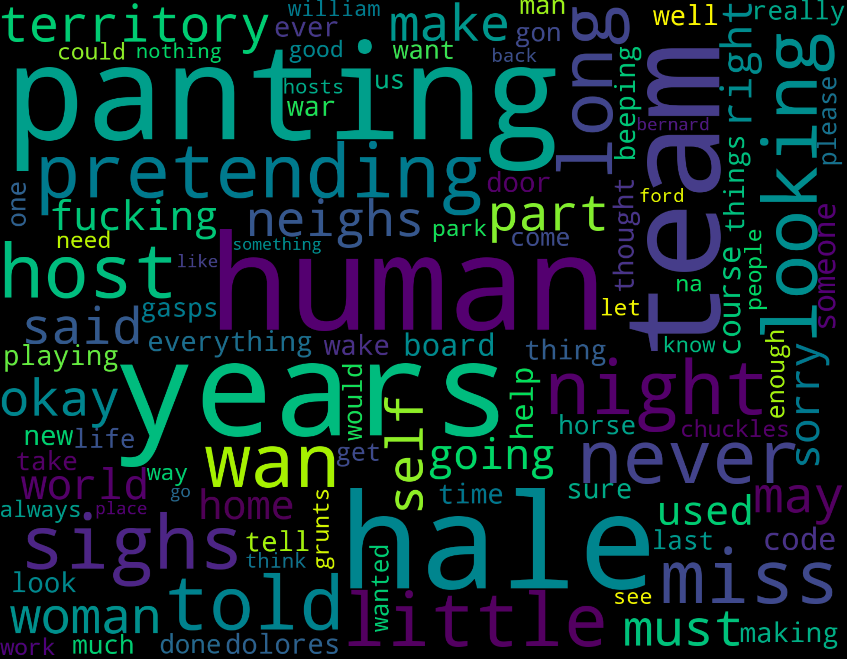 territory
ever
william
make
man
gon
well
really
could
nothing
good
want
back
panting
hosts
us
war
long
beeping
team
right
looking
bernard
please
pretending
door
ford
one
fucking
neighs
part
thought
things
need
something
park
come
someone
host
like
human
na
people
gasps
let
course
said
everything
wake
board
thing
know
playing
years
night
enough
sorry
okay
would
self
help
horse
chuckles
new
life
wan
get
going
never
take
way
world
go
home
time
sure
used
may
always
place
hale
sighs
grunts
tell
last
code
think
wanted
look
miss
told
little
see
woman
must
making
work
much
done
dolores